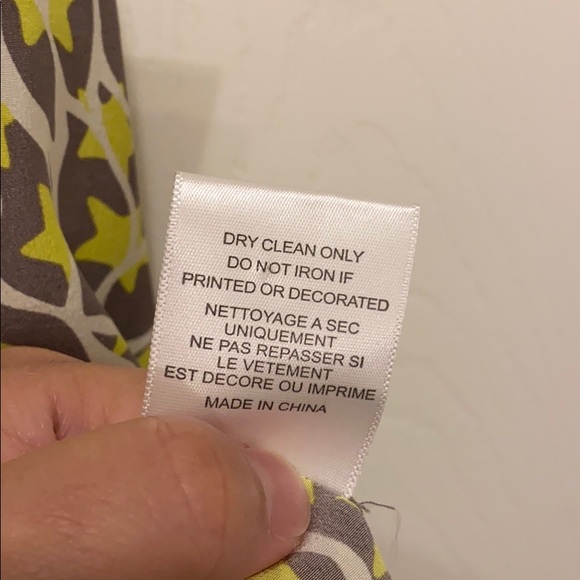 DRY CLEAN ONLY
DO NOT IRON IF
PRINTED OR DECORATED
NETTOYAGE A SEC
UNIQUEMENT
NE PAS REPASSER SI
LE VETEMENT
EST DECORE OU IMPRIME
MADE IN CHINA